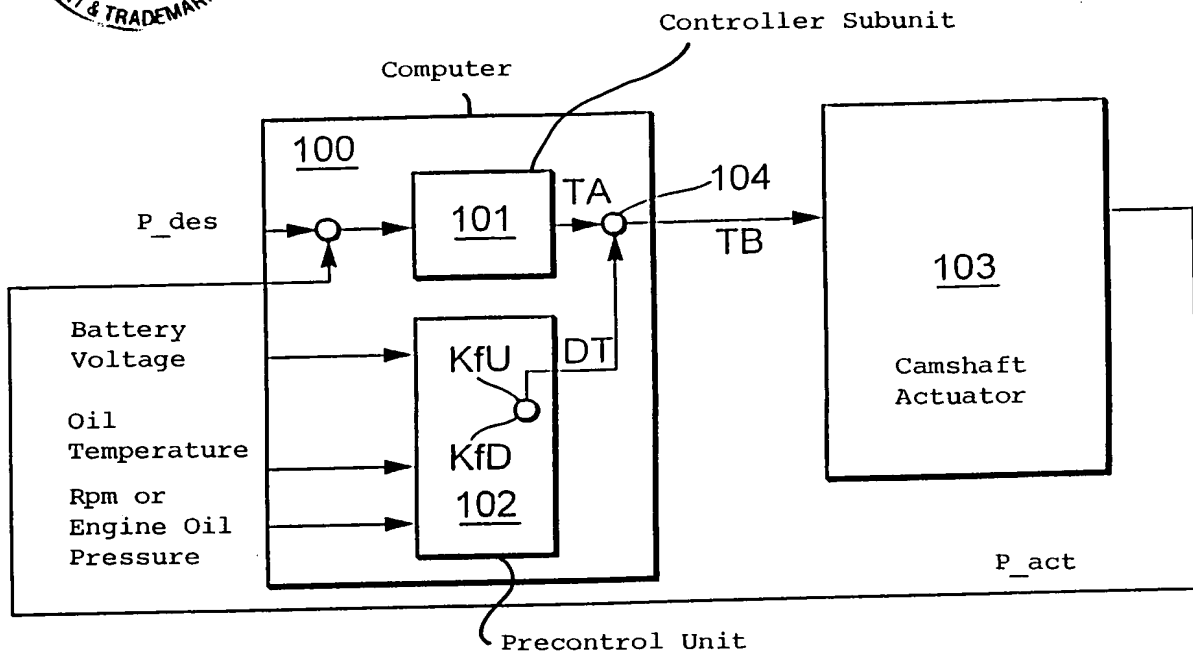 & TRADEMAR
Controller Subunit
Computer
100
P_des
101
TA
104
TB
103
Camshaft
Actuator
Battery
Voltage
KfU
DT
Oil
Temperature
KfD
102
Rpm or
Engine Oil
Pressure
P_act
Precontrol Unit